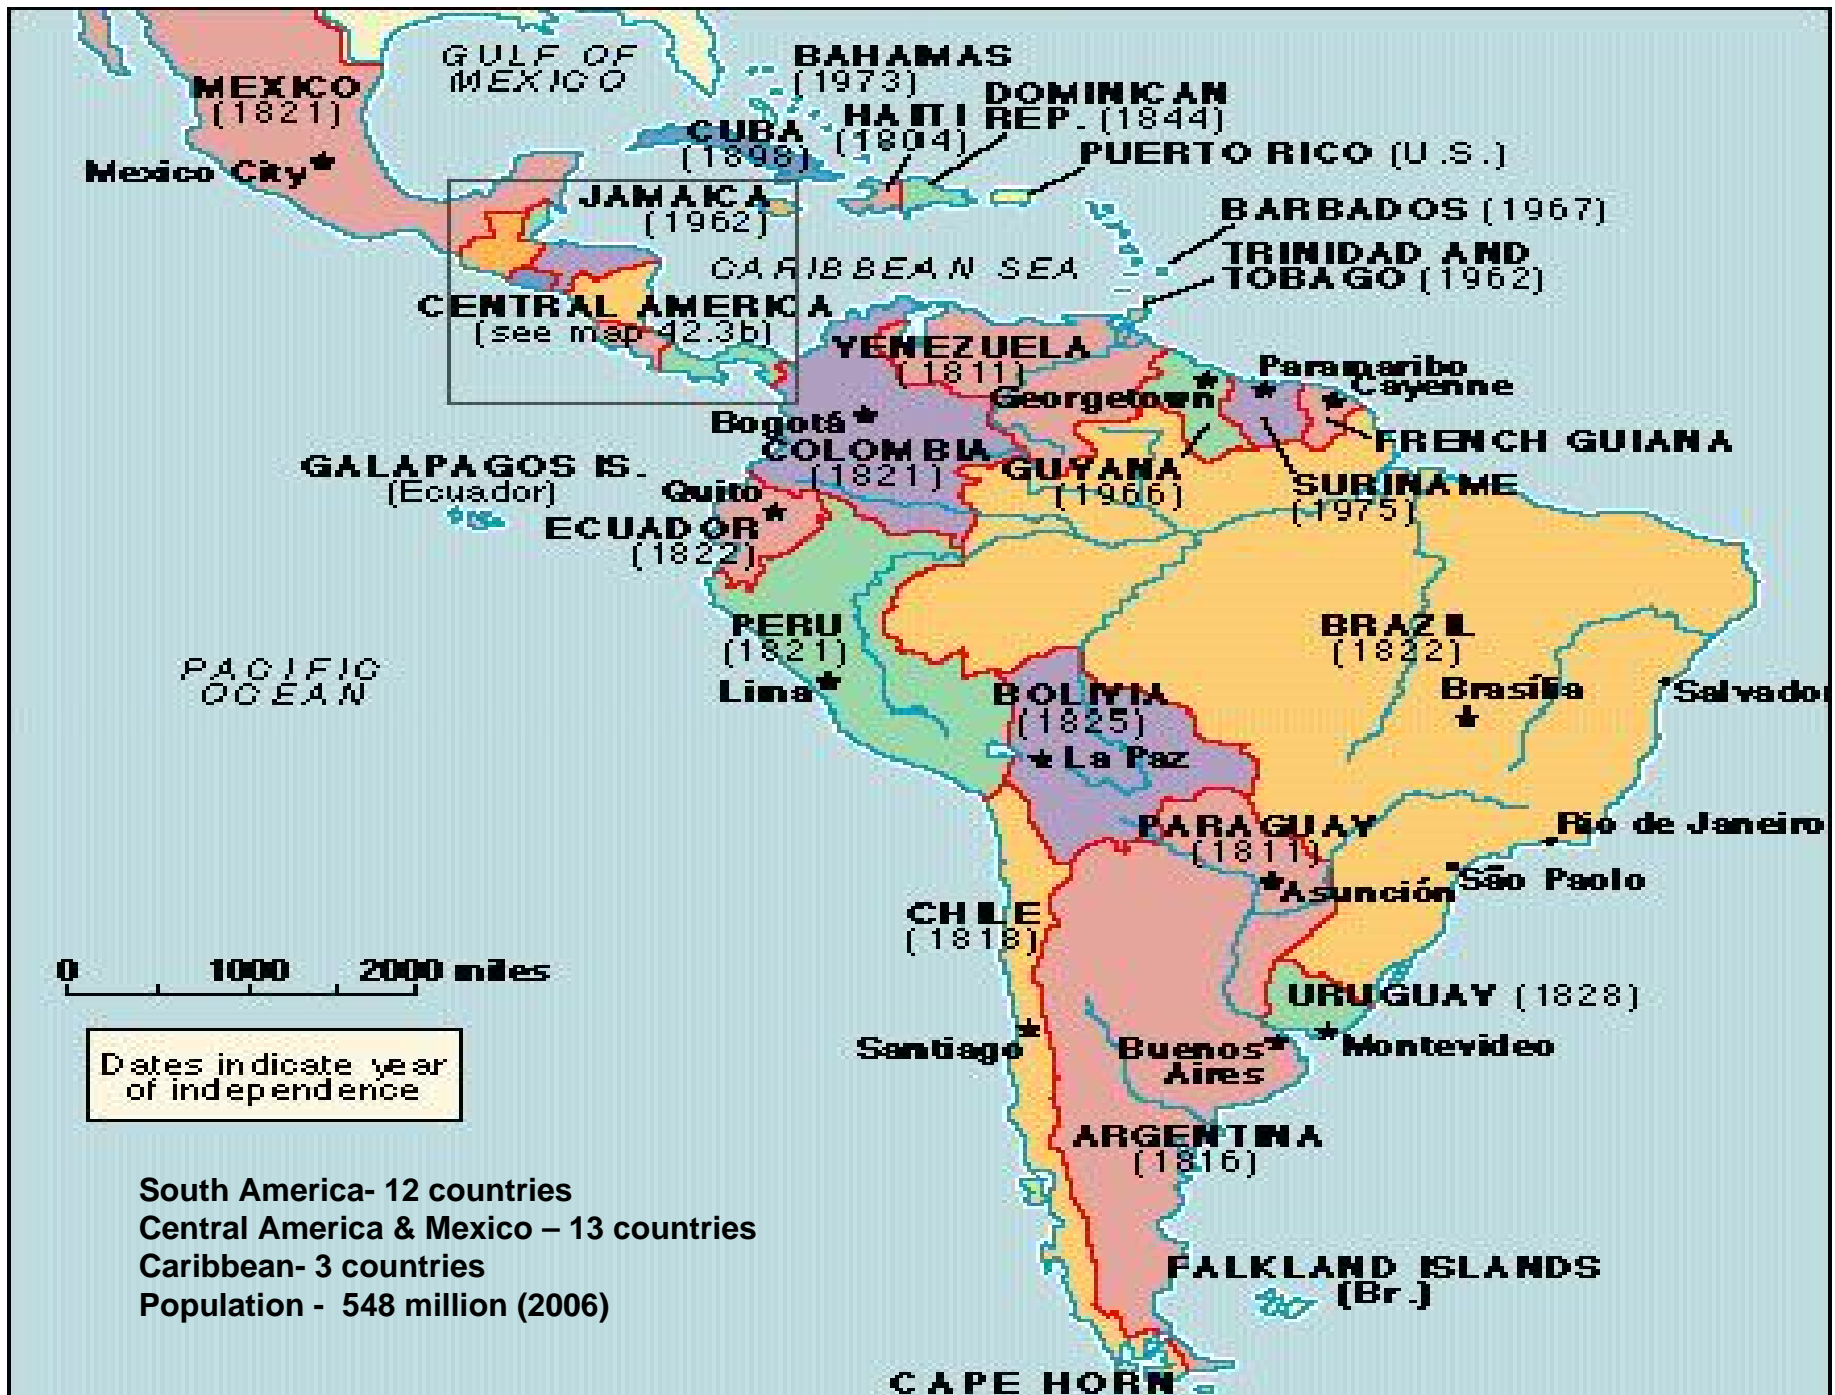 GULF OF
MEXICO
BAHAMAS
(1973)
MEXICO
(1821)
DOMINICAN
REP. (1844)
HAITI
(1804)
CUBA
(1898)
PUERTO RICO (U.S.)
Mexico City
JAMAICA
(1962)
BARBADOS (1967)
TRINIDAD AND
TOBAGO (1962)
CARIBBEAN SEA
CENTRAL AMERICA
(see map 42.3b)
VENEZUELA
(1811)
Paramaribo
Cayenne
Georgetown
Bogotá
COLOMBIA
(1821)
FRENCH GUIANA
GUYANA
(1966)
SURINAME
(1975)
GALAPAGOS IS.
(Ecuador)
Quito
ECUADOR
(1822)
PERU
(1821)
BRAZIL
(1822)
PACIFIC
OCEAN
Lima
BOLIVIA
(1825)
Brasília
Salvador
La Paz
PARAGUAY
(1811)
Rio de Janeiro
Asunción
São Paolo
CHILE
(1818)
0 1000 2000 miles
URUGUAY (1828)
Santiago
Buenos
Aires
Montevideo
Dates indicate year
of independence
ARGENTINA
(1816)
South America- 12 countries
Central America & Mexico – 13 countries
Caribbean- 3 countries
Population - 548 million (2006)
FALKLAND ISLANDS
(Br.)
CAPE HORN